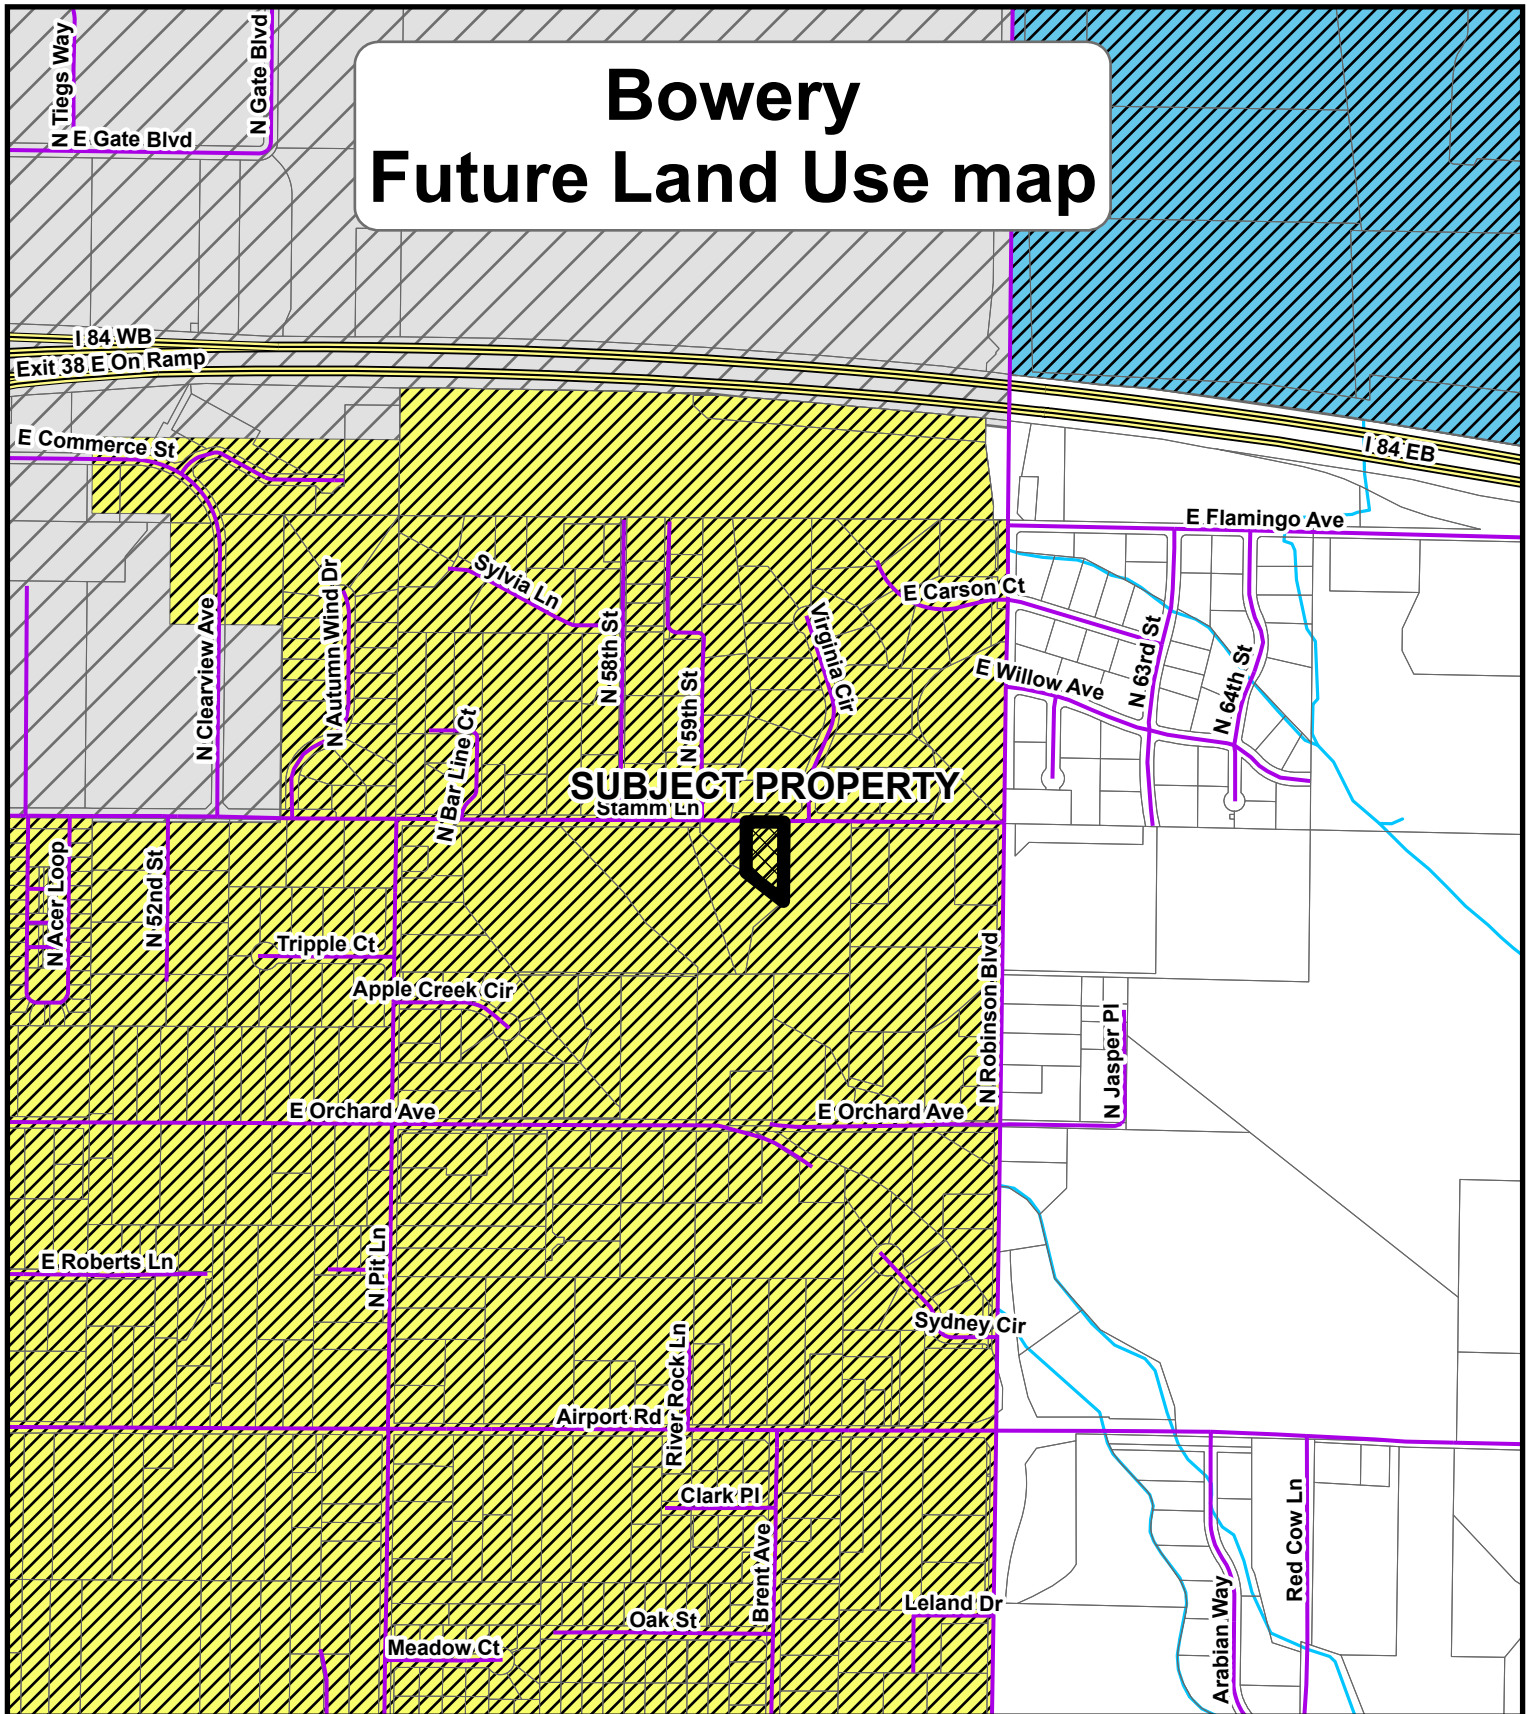 N Tiegs Way
N Gate Blvd
E Gate Blvd
Bowery
Future Land Use map
I 84 WB
Exit 38 E On Ramp
E Commerce St
I 84 EB
E Flamingo Ave
Sylvia Ln
E Carson Ct
N Autumn Wind Dr
N Clearview Ave
N 58th St
N 59th St
Virginia Cir
E Willow Ave
N 63rd St
N 64th St
N Bar Line Ct
SUBJECT PROPERTY
Stamm Ln
N Acer Loop
N 52nd St
Tripple Ct
Apple Creek Cir
N Robinson Blvd
N Jasper Pl
E Orchard Ave
E Orchard Ave
E Roberts Ln
N Pit Ln
Sydney Cir
River Rock Ln
Airport Rd
Clark Pl
Brent Ave
Red Cow Ln
Arabian Way
Leland Dr
Oak St
Meadow Ct